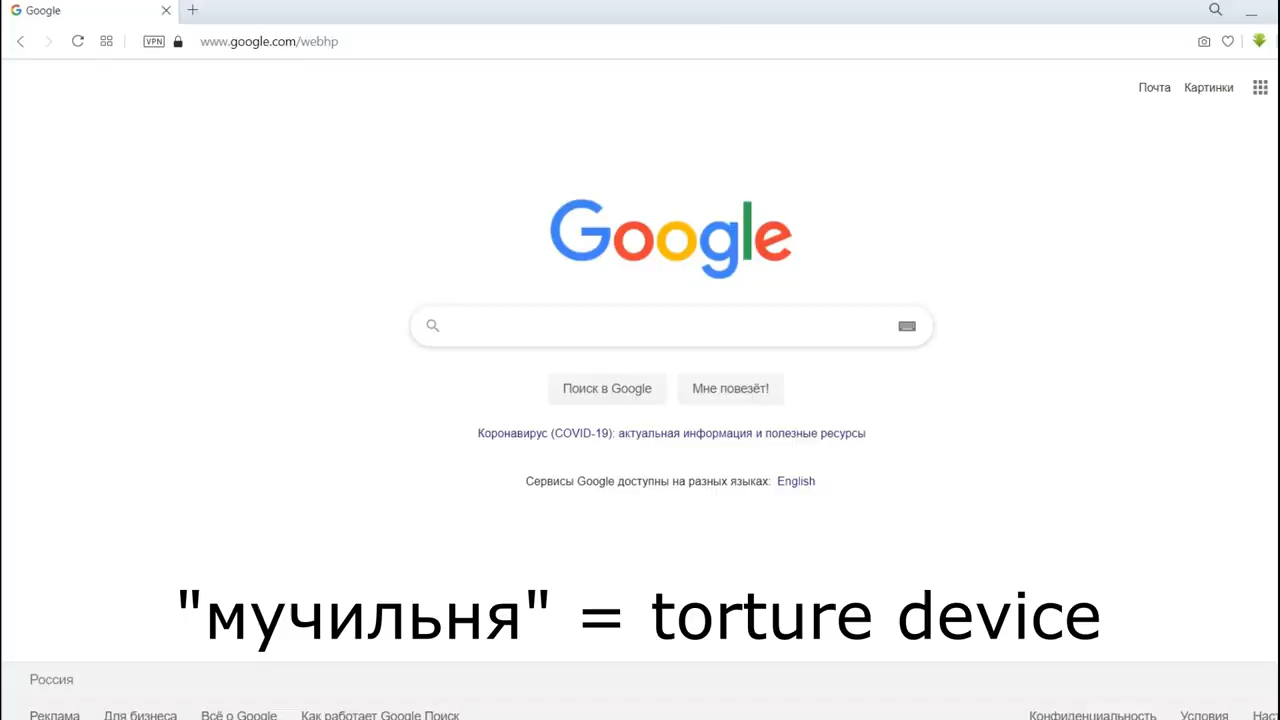 Google
VPN
www.google.com/webhp
Почта Картинки
Google
Поиск в Google Мне повезёт!
Коронавирус (COVID-19): актуальная информация и полезные ресурсы
Сервисы Google доступны на разных языках: English
"мучильня" = torture device
Россия
Реклама Для бизнеса Всё о Google Как работает Google Поиск Конфиденциальность Условия Нас